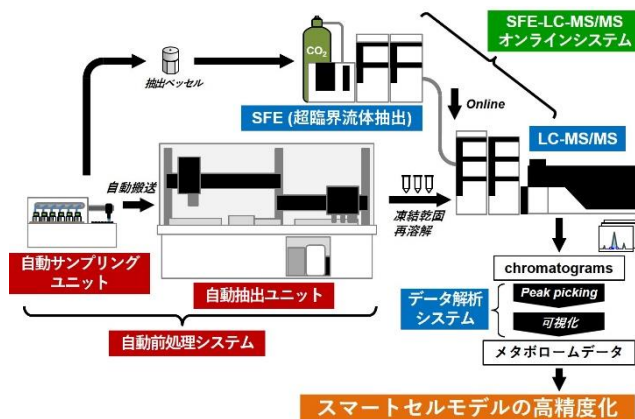 SFE-LC-MS/MS
オンラインシステム
CO₂
抽出ベッセル
SFE (超臨界流体抽出)
Online
LC-MS/MS
自動搬送
凍結乾固
再溶解
自動サンプリング
ユニット
自動抽出ユニット
自動前処理システム
chromatograms
Peak picking
データ解析
システム
可視化
メタボロームデータ
スマートセルモデルの高精度化